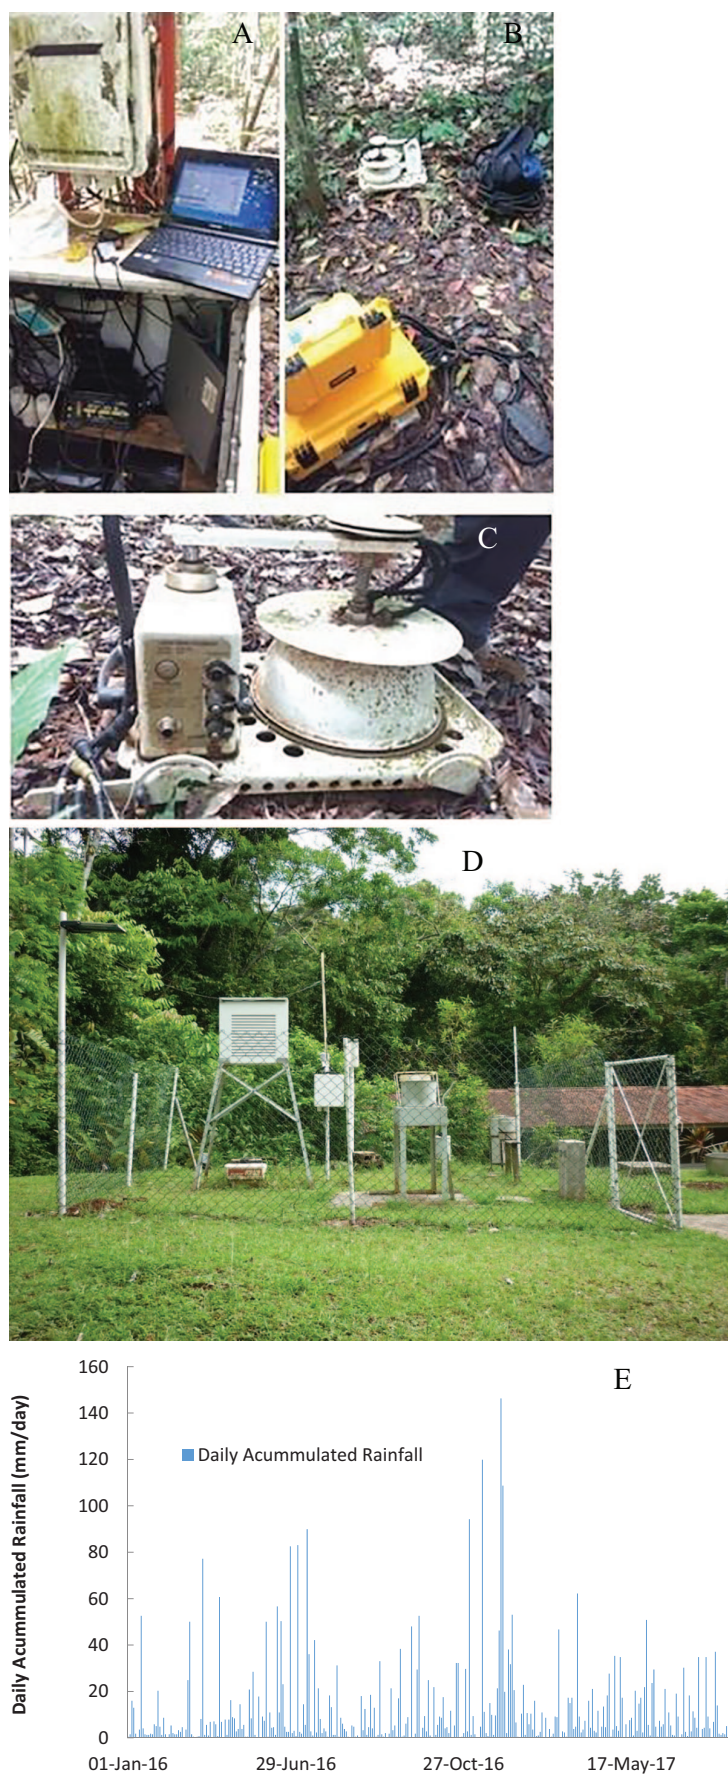 A
B
C
D
E
Daily Acummulated Rainfall (mm/day)
160
140
120
100
80
60
40
20
0
Daily Acummulated Rainfall
01-Jan-16
29-Jun-16
27-Oct-16
17-May-17